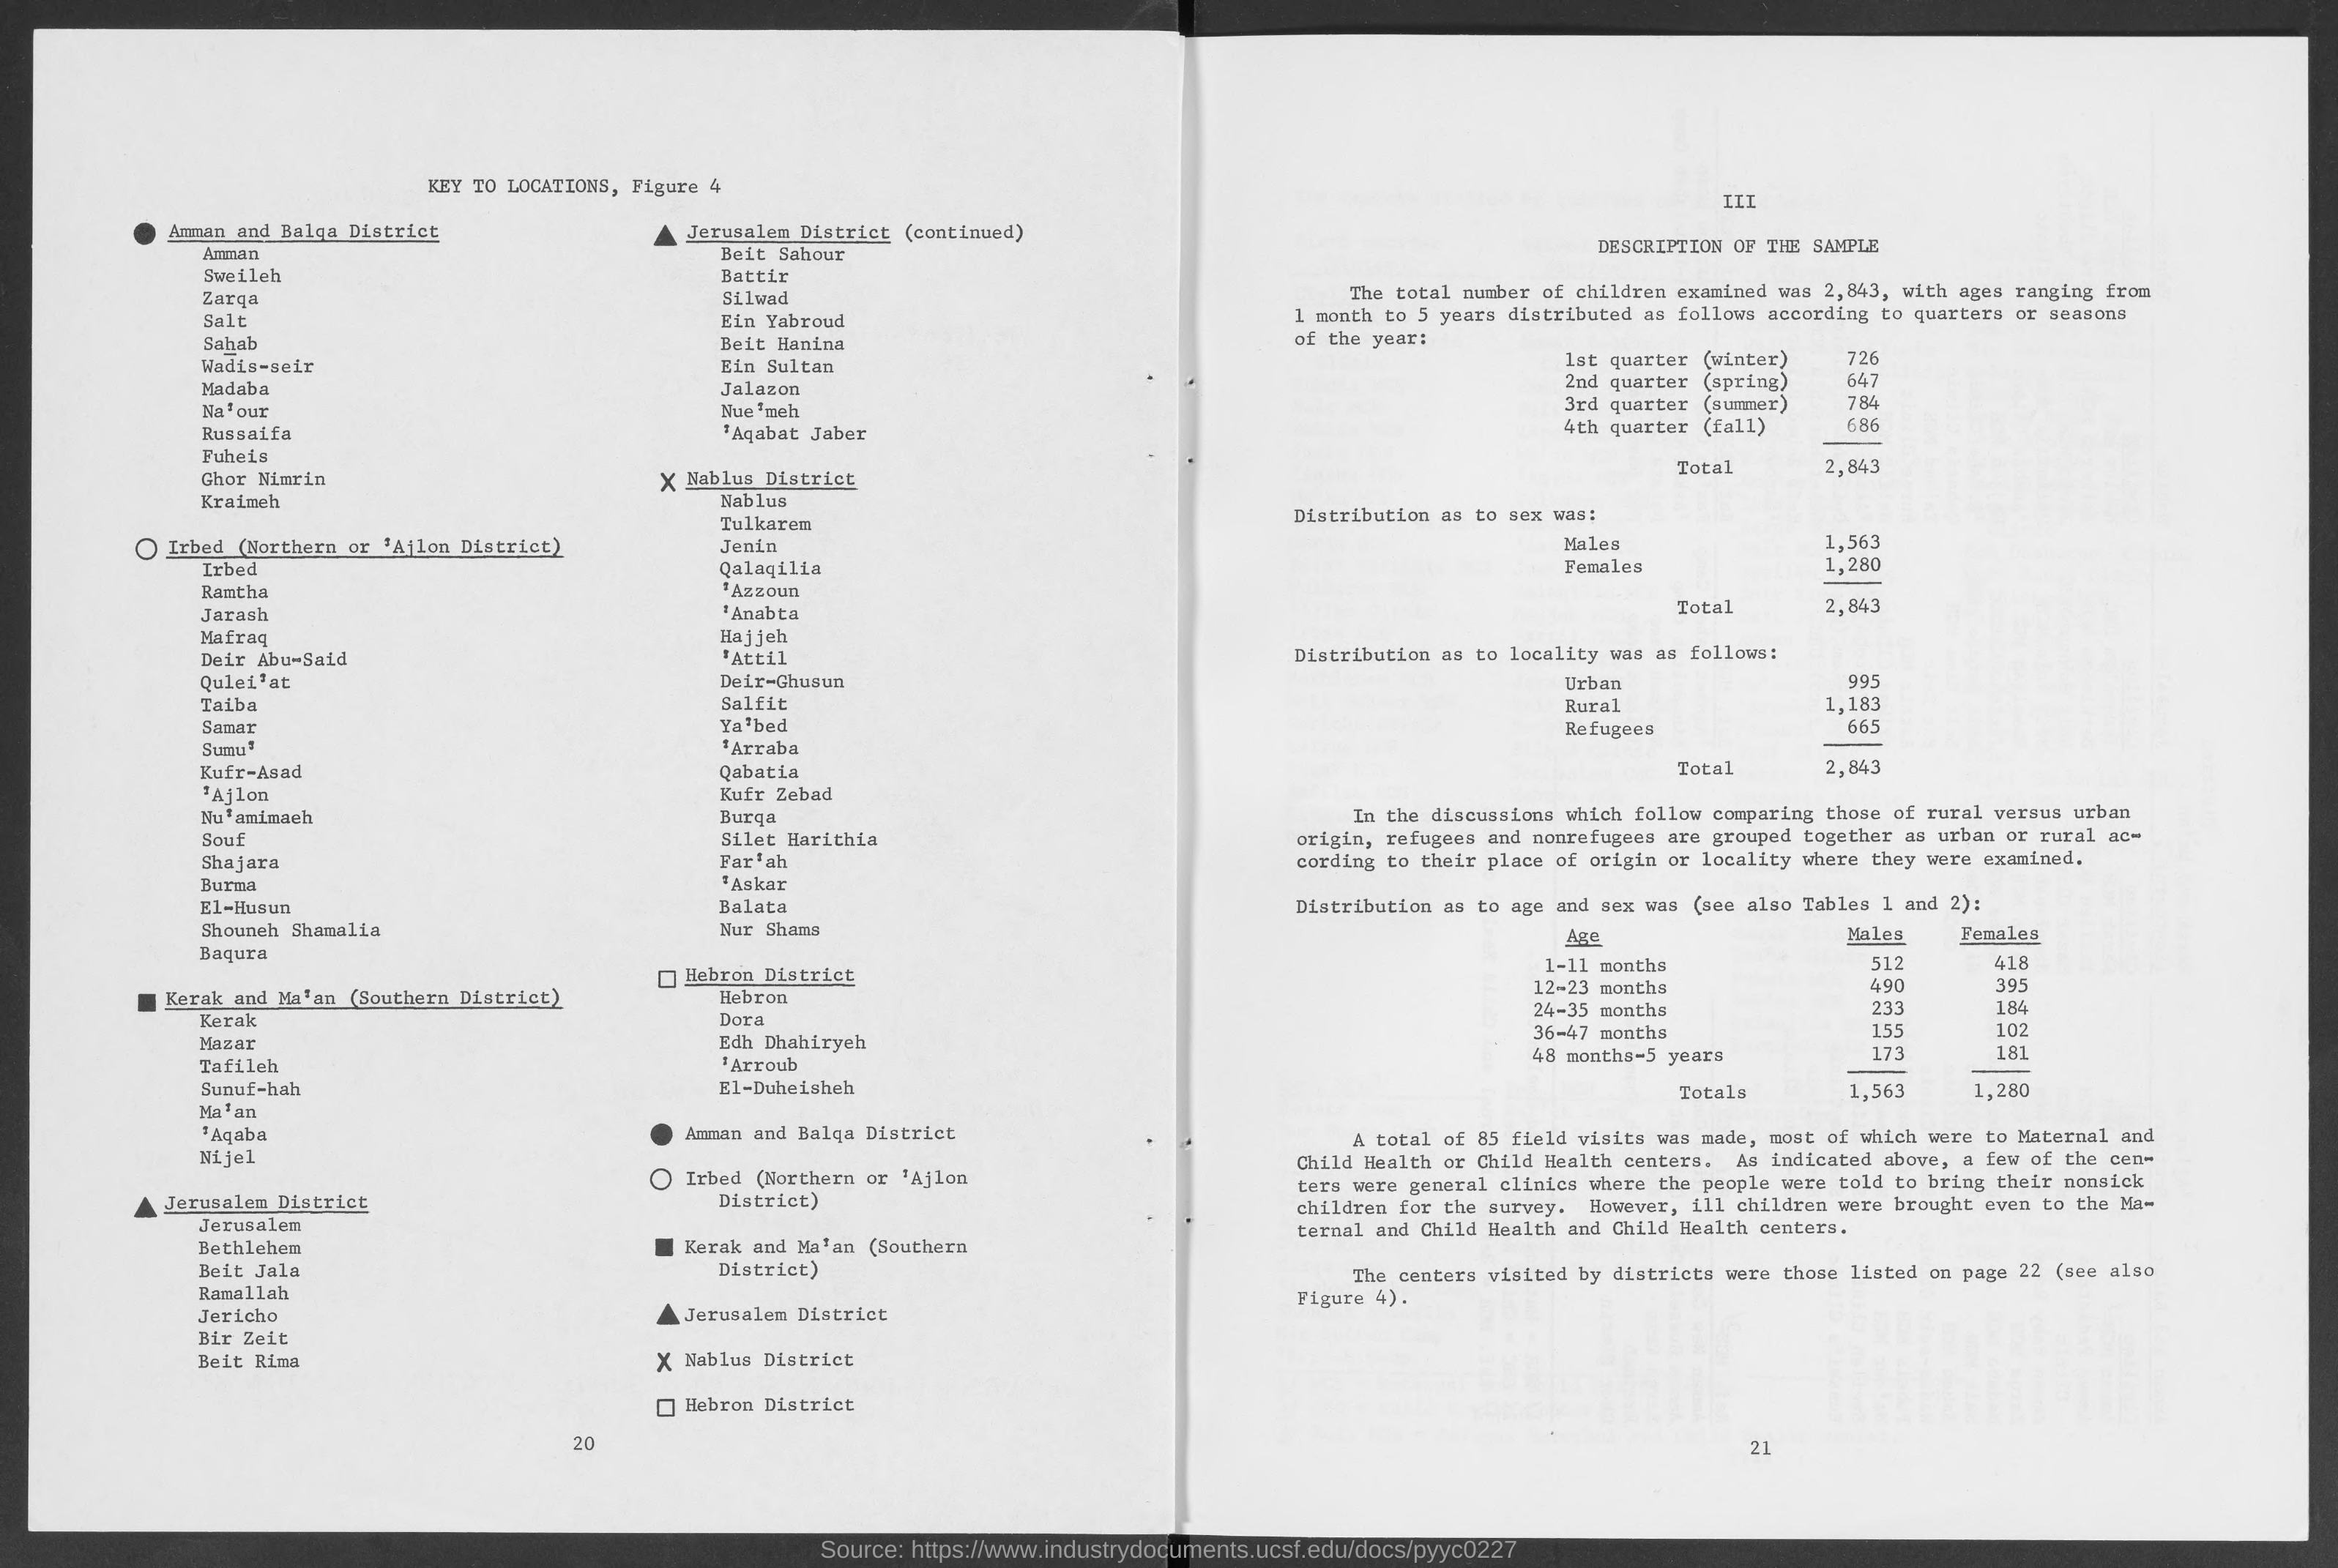 KEY TO LOCATIONS, Figure 4
Amman and Balqa District
Amman
Sweileh
Zarqa
Salt
Sahab
Wadis-seir
Madaba
Na'our
Russaifa
Fuheis
Ghor Nimrin
Kraimeh
Irbed (Northern or 'Ajlon District)
Irbed
Ramtha
Jarash
Mafraq
Deir Abu-Said
Qulei'at
Taiba
Samar
Sumu'
Kufr-Asad
'Ajlon
Nu'amimaeh
Souf
Shajara
Burma
El-Husun
Shouneh Shamalia
Baqura
Kerak and Ma'an (Southern District)
Kerak
Mazar
Tafileh
Sunuf-hah
Ma'an
'Aqaba
Nijel
Jerusalem District
Jerusalem
Bethlehem
Beit Jala
Ramallah
Jericho
Bir Zeit
Beit Rima
Jerusalem District (continued)
Beit Sahour
Battir
Silwad
Ein Yabroud
Beit Hanina
Ein Sultan
Jalazon
Nue'meh
'Aqabat Jaber
X Nablus District
Nablus
Tulkarem
Jenin
Qalaqilia
'Azzoun
'Anabta
Hajjeh
'Attil
Deir-Ghusun
Salfit
Ya'bed
'Arraba
Qabatia
Kufr Zebad
Burqa
Silet Harithia
Far'ah
'Askar
Balata
Nur Shams
Hebron District
Hebron
Dora
Edh Dhahiryeh
'Arroub
El-Duheisheh
Amman and Balqa District
Irbed (Northern or 'Ajlon
District)
Kerak and Ma'an (Southern
District)
Jerusalem District
X Nablus District
Hebron District
20
III
DESCRIPTION OF THE SAMPLE
The total number of children examined was 2,843, with ages ranging from
1 month to 5 years distributed as follows according to quarters or seasons
of the year:
1st quarter (winter) 726
2nd quarter (spring) 647
3rd quarter (summer) 784
4th quarter (fall) 686
Total 2,843
Distribution as to sex was:
Males 1,563
Females 1,280
Total 2,843
Distribution as to locality was as follows:
Urban 995
Rural 1,183
Refugees 665
Total 2,843
In the discussions which follow comparing those of rural versus urban
origin, refugees and nonrefugees are grouped together as urban or rural ac-
cording to their place of origin or locality where they were examined.
Distribution as to age and sex was (see also Tables 1 and 2):
Age Males Females
1-11 months 512 418
12-23 months 490 395
24-35 months 233 184
36-47 months 155 102
48 months-5 years 173 181
Totals 1,563 1,280
A total of 85 field visits was made, most of which were to Maternal and
Child Health or Child Health centers. As indicated above, a few of the cen-
ters were general clinics where the people were told to bring their nonsick
children for the survey. However, ill children were brought even to the Ma-
ternal and Child Health and Child Health centers.
The centers visited by districts were those listed on page 22 (see also
Figure 4).
21
Source: https://www.industrydocuments.ucsf.edu/docs/pyyc0227